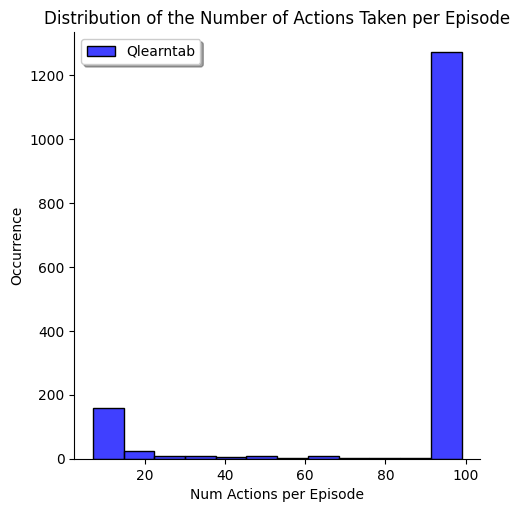 Distribution of the Number of Actions Taken per Episode
Qlearntab
1200
1000
800
600
400
200
0
Occurrence
20 40 60 80 100
Num Actions per Episode